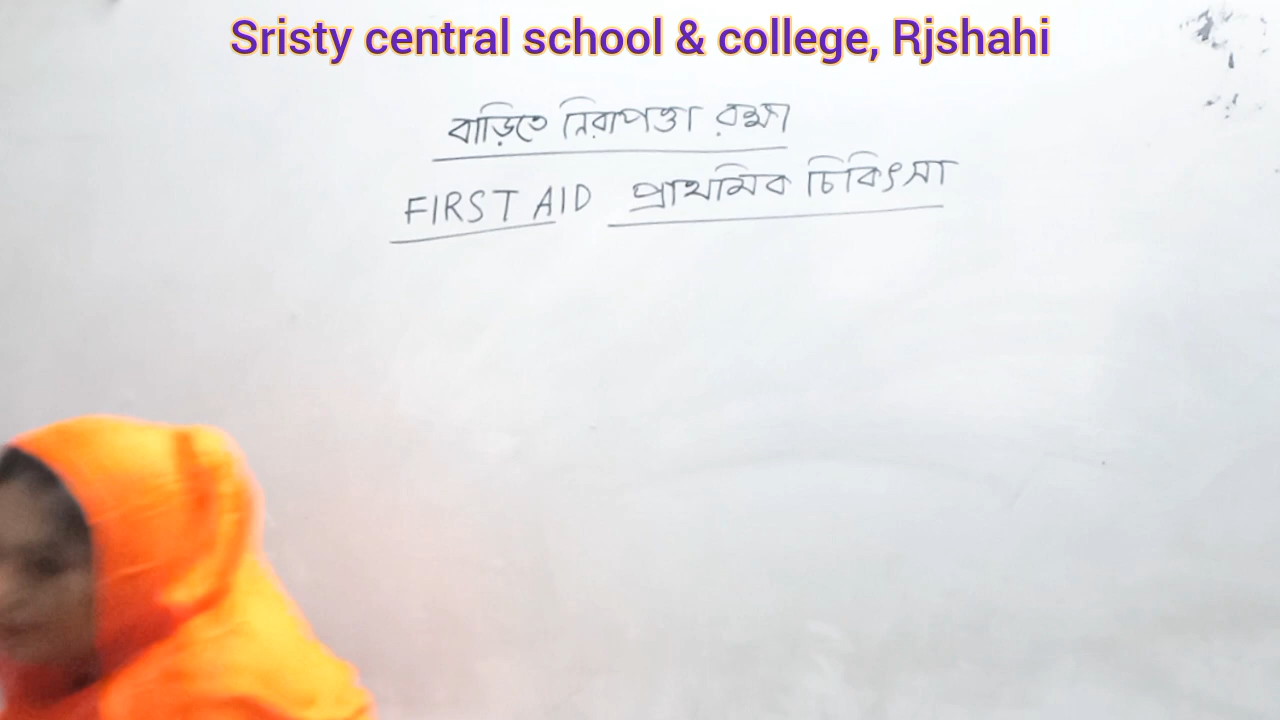 Sristy central school & college, Rjshahi
বাড়িতে নিরাপত্তা রক্ষা
FIRST AID প্রাথমিক চিকিৎসা